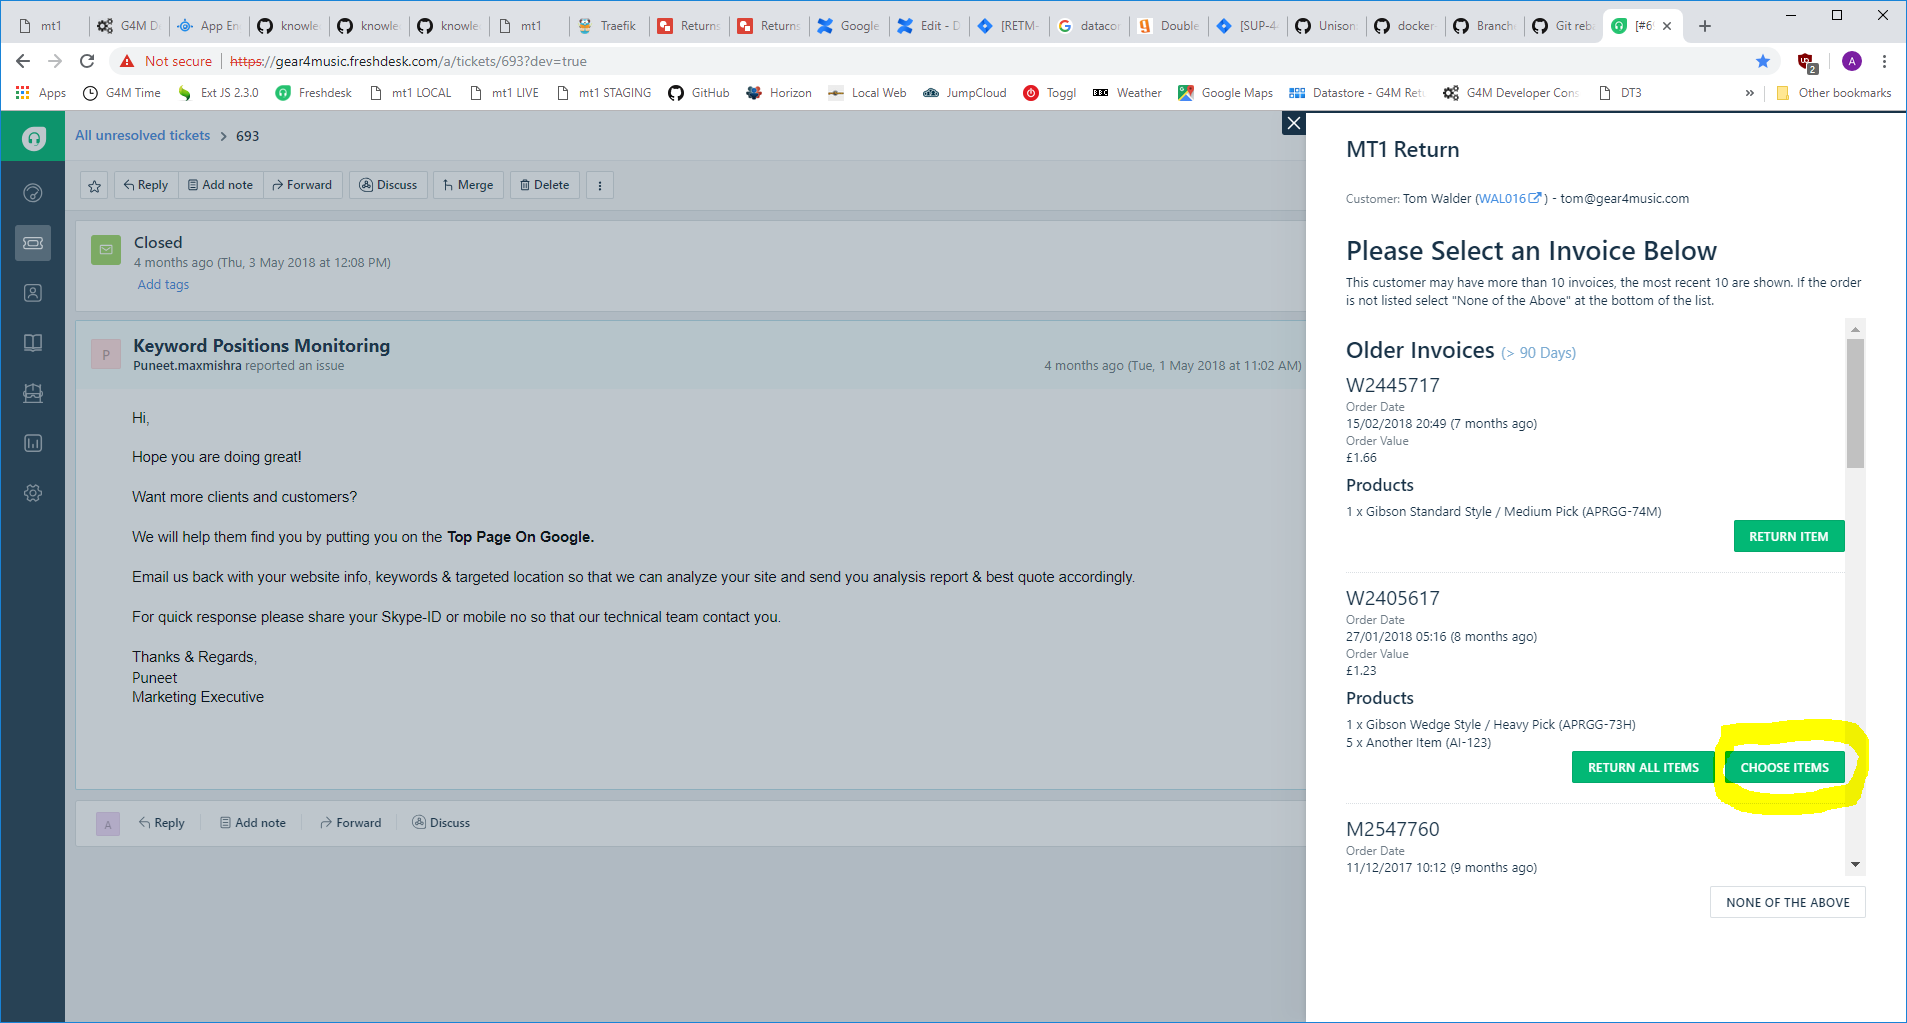 mt1
G4M De
App En
knowle
knowle
knowle
mt1
Traefik
Returns
Returns
Google
Edit - D
[RETM-
datacon
Double
[SUP-4
Unison
docker-
Branche
Git reba
[#69
Not secure
https://gear4music.freshdesk.com/a/tickets/693?dev=true
2
A
Apps
G4M Time
Ext JS 2.3.0
Freshdesk
mt1 LOCAL
mt1 LIVE
mt1 STAGING
GitHub
Horizon
Local Web
JumpCloud
Toggl
BBC
Weather
Google Maps
Datastore - G4M Retu
G4M Developer Cons
DT3
»
Other bookmarks
All unresolved tickets > 693
Reply
Add note
Forward
Discuss
Merge
Delete
Closed
4 months ago (Thu, 3 May 2018 at 12:08 PM)
Add tags
P
Keyword Positions Monitoring
Puneet.maxmishra reported an issue
4 months ago (Tue, 1 May 2018 at 11:02 AM)
Hi,
Hope you are doing great!
Want more clients and customers?
We will help them find you by putting you on the Top Page On Google.
Email us back with your website info, keywords & targeted location so that we can analyze your site and send you analysis report & best quote accordingly.
For quick response please share your Skype-ID or mobile no so that our technical team contact you.
Thanks & Regards,
Puneet
Marketing Executive
A
Reply
Add note
Forward
Discuss
MT1 Return
Customer: Tom Walder (WAL016) - tom@gear4music.com
Please Select an Invoice Below
This customer may have more than 10 invoices, the most recent 10 are shown. If the order
is not listed select "None of the Above" at the bottom of the list.
Older Invoices (> 90 Days)
W2445717
Order Date
15/02/2018 20:49 (7 months ago)
Order Value
£1.66
Products
1 x Gibson Standard Style / Medium Pick (APRGG-74M)
RETURN ITEM
W2405617
Order Date
27/01/2018 05:16 (8 months ago)
Order Value
£1.23
Products
1 x Gibson Wedge Style / Heavy Pick (APRGG-73H)
5 x Another Item (AI-123)
RETURN ALL ITEMS
CHOOSE ITEMS
M2547760
Order Date
11/12/2017 10:12 (9 months ago)
NONE OF THE ABOVE